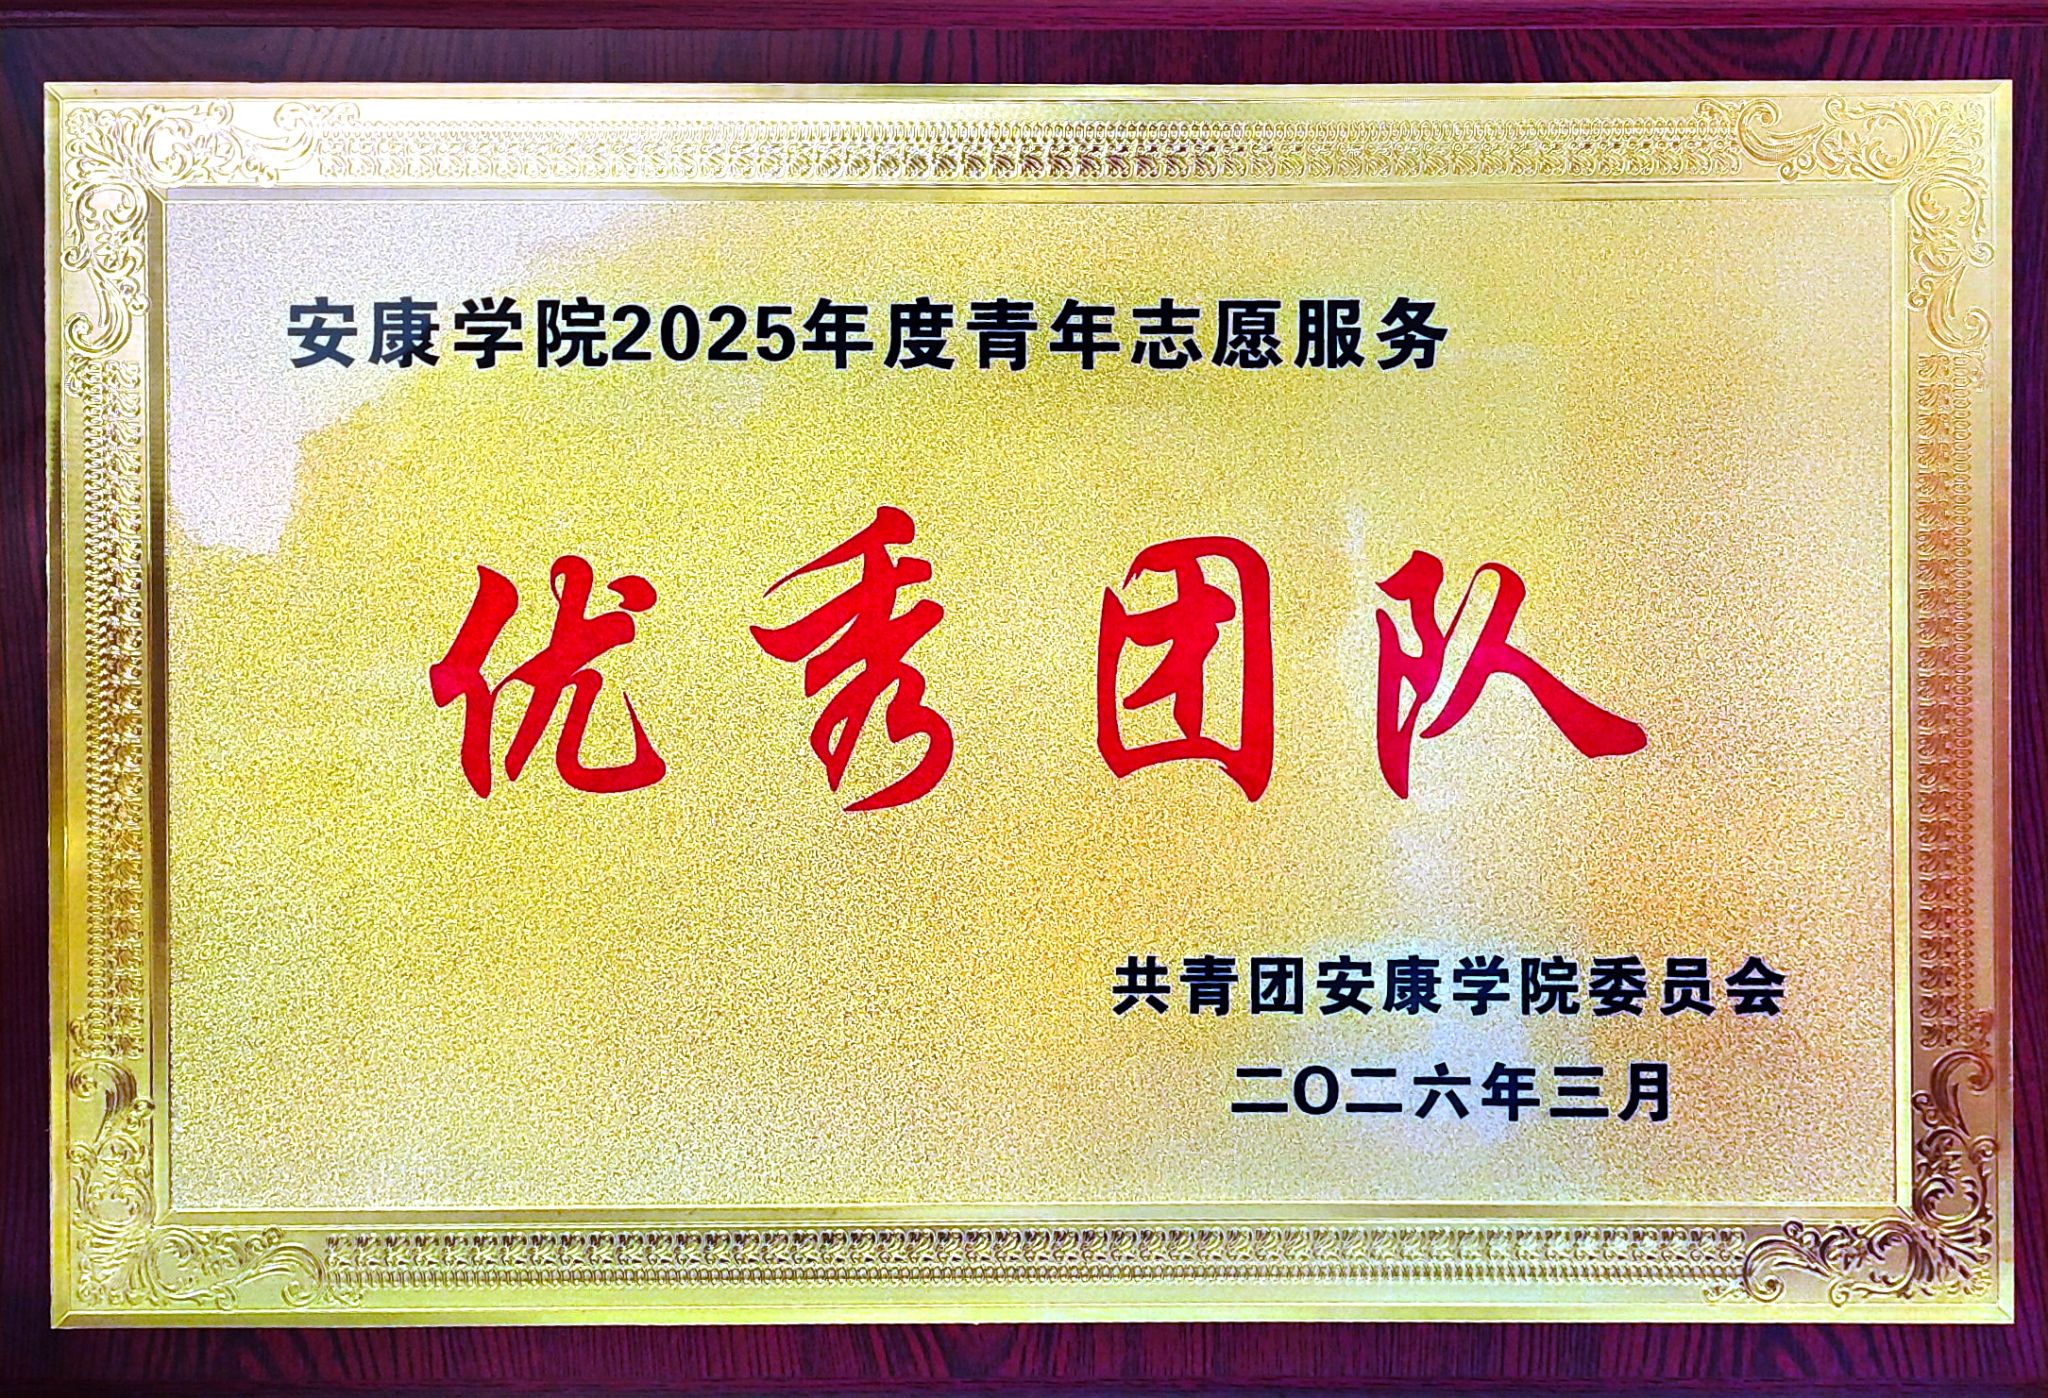 安康学院2025年度青年志愿服务
优秀团队
共青团安康学院委员会
二〇二六年三月